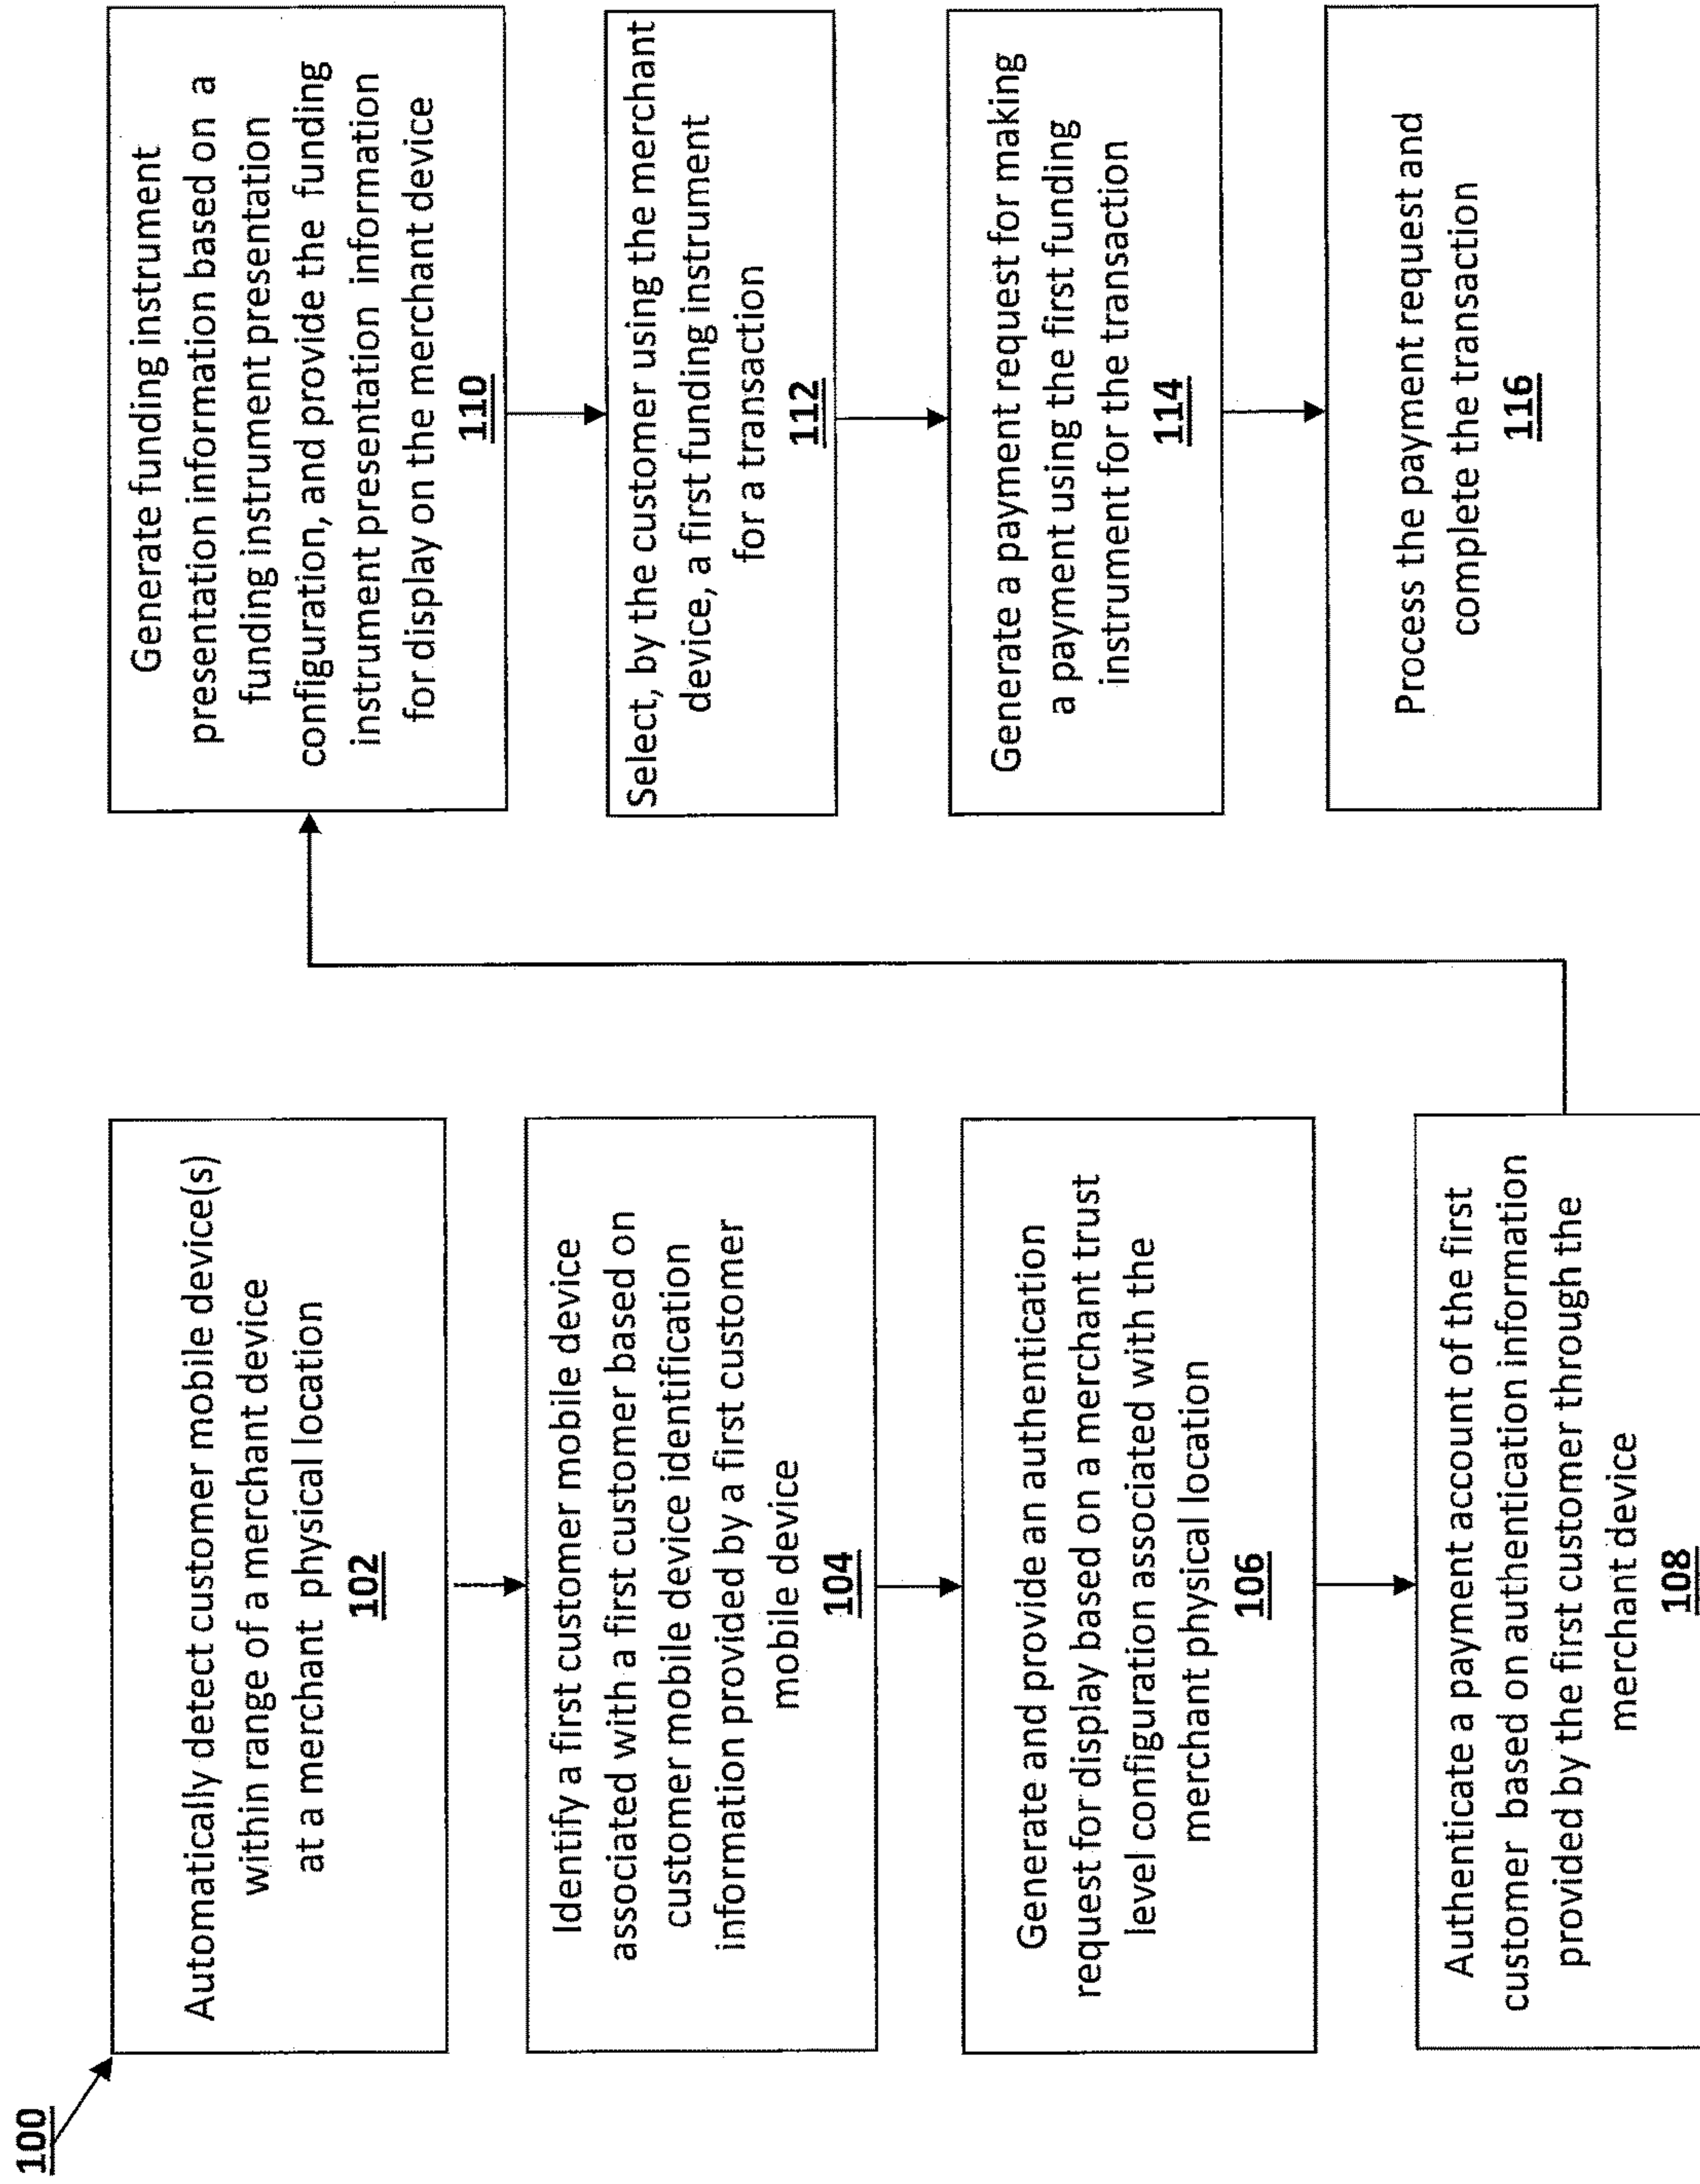 100
Automatically detect customer mobile device(s)
within range of a merchant device
at a merchant physical location
102
Identify a first customer mobile device
associated with a first customer based on
customer mobile device identification
information provided by a first customer
mobile device
104
Generate and provide an authentication
request for display based on a merchant trust
level configuration associated with the
merchant physical location
106
Authenticate a payment account of the first
customer based on authentication information
provided by the first customer through the
merchant device
108
Generate funding instrument
presentation information based on a
funding instrument presentation
configuration, and provide the funding
instrument presentation information
for display on the merchant device
110
Select, by the customer using the merchant
device, a first funding instrument
for a transaction
112
Generate a payment request for making
a payment using the first funding
instrument for the transaction
114
Process the payment request and
complete the transaction
116